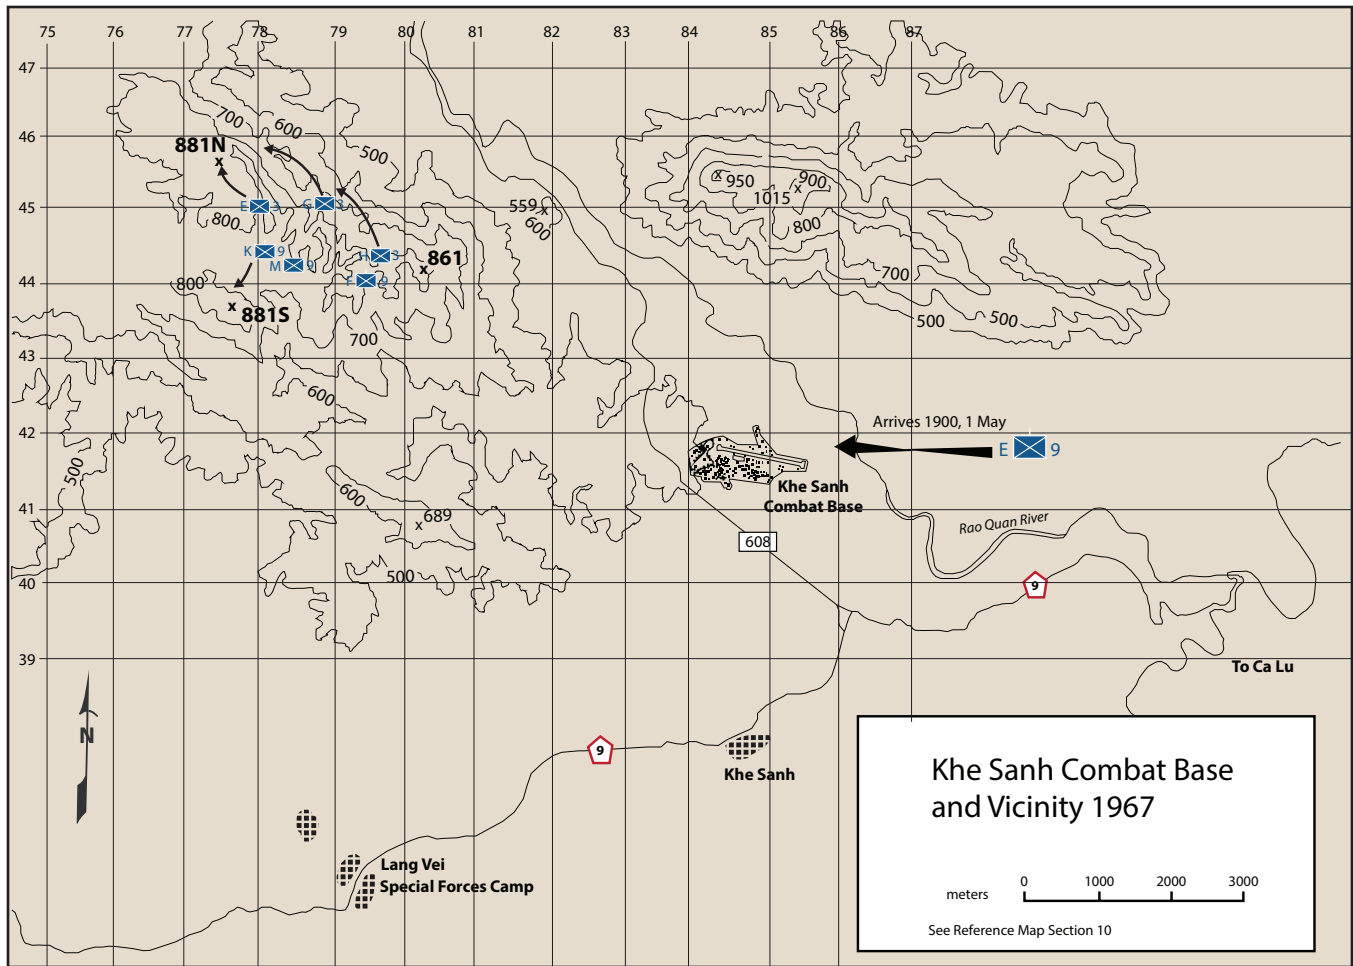 75 76 77 78 79 80 81 82 83 84 85 86 87
47
46
45
44
43
42
41
40
39
700
600
500
881N
950
900
1015
559
600
800
E 3
G 3
800
K 9
M 9
H 3
F 9
861
800
881S
700
700
500
500
600
Arrives 1900, 1 May
E 9
500
600
689
Khe Sanh
Combat Base
608
Rao Quan River
500
9
To Ca Lu
N
9
Khe Sanh
Lang Vei
Special Forces Camp
Khe Sanh Combat Base
and Vicinity 1967
meters 0 1000 2000 3000
See Reference Map Section 10